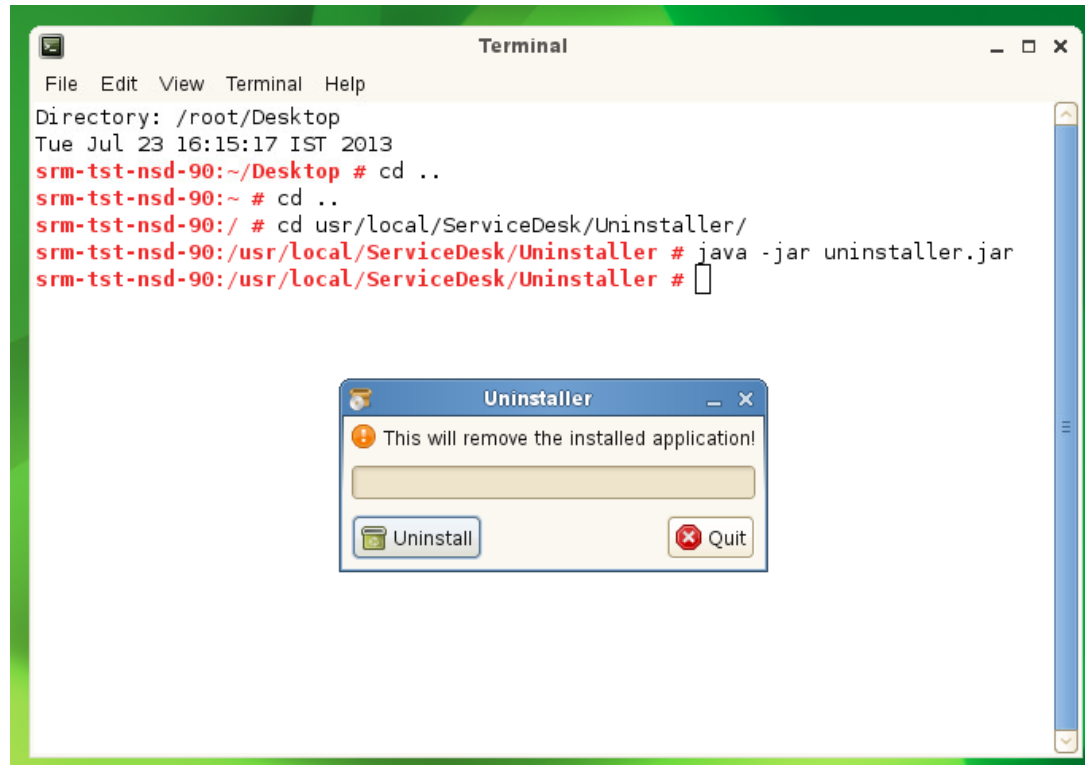 Terminal
File Edit View Terminal Help
Directory: /root/Desktop
Tue Jul 23 16:15:17 IST 2013
srm-tst-nsd-90:~/Desktop # cd ..
srm-tst-nsd-90:~ # cd ..
srm-tst-nsd-90:/ # cd usr/local/ServiceDesk/Uninstaller/
srm-tst-nsd-90:/usr/local/ServiceDesk/Uninstaller # java -jar uninstaller.jar
srm-tst-nsd-90:/usr/local/ServiceDesk/Uninstaller #
Uninstaller
This will remove the installed application!
Uninstall Quit